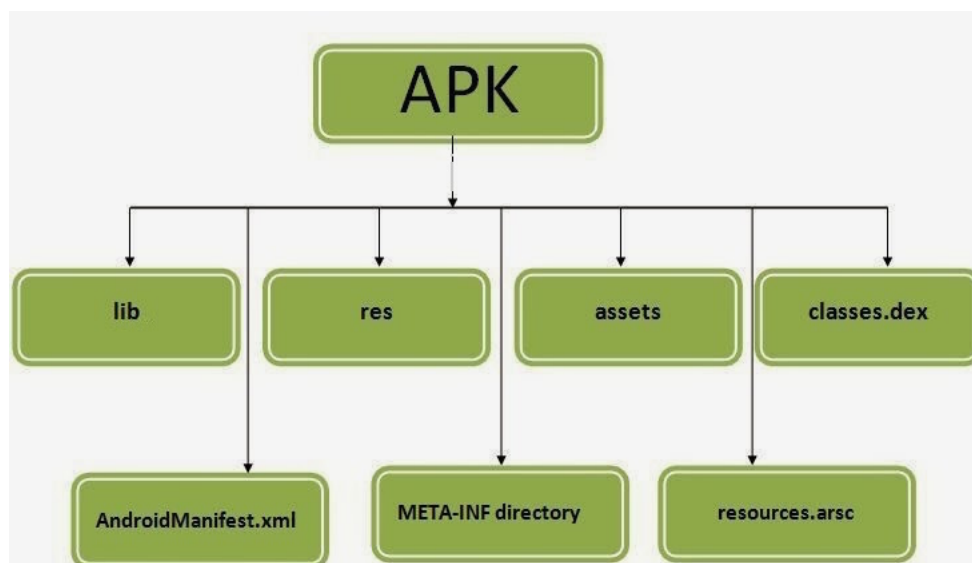 APK
lib
res
assets
classes.dex
AndroidManifest.xml
META-INF directory
resources.arsc